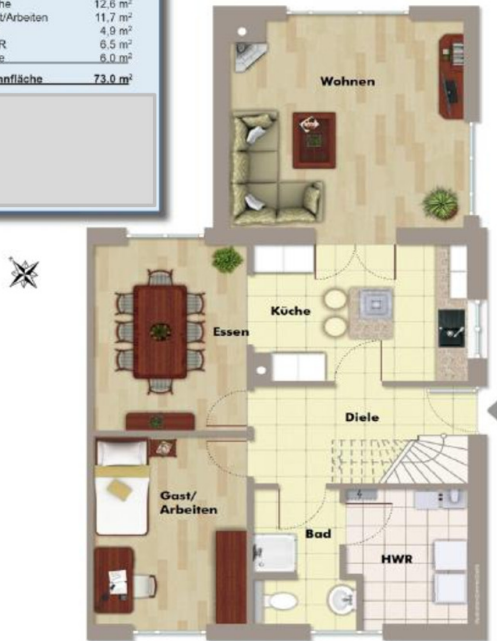 12,6 m²
t/Arbeiten 11,7 m²
4,9 m²
R 6,5 m²
6,0 m²
nnfläche 73.0 m²
Wohnen
Küche
Essen
Diele
Gast/
Arbeiten
Bad
HWR